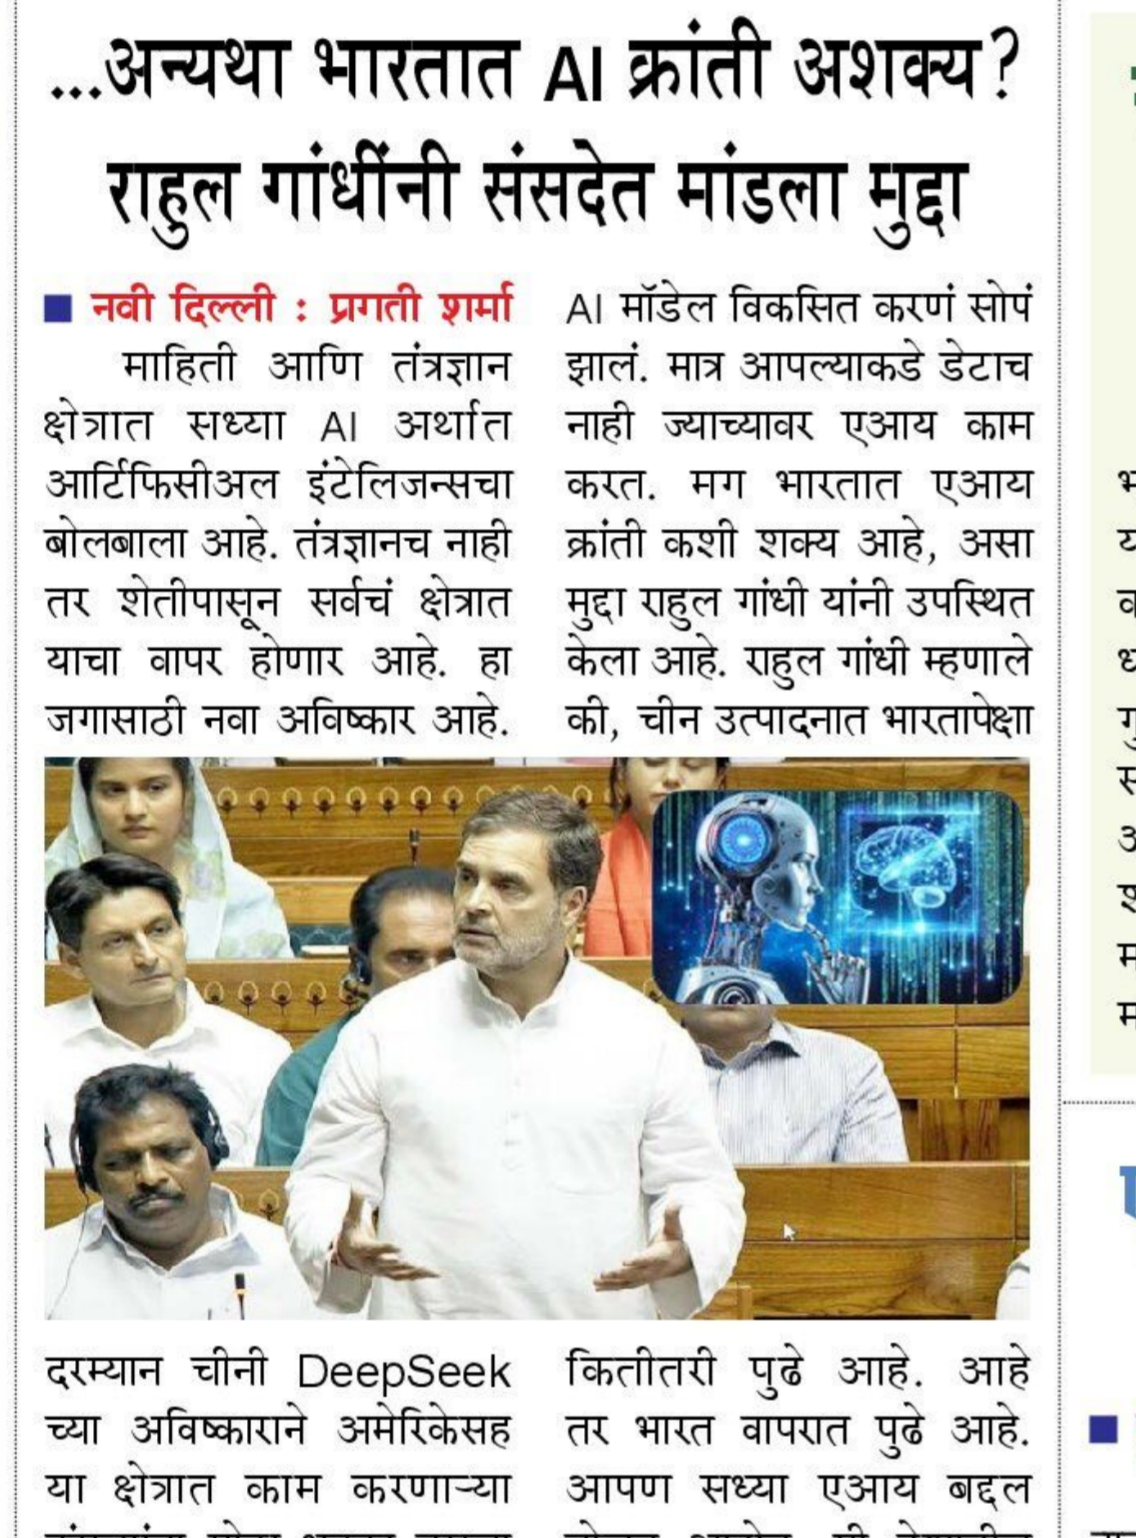 ...अन्यथा भारतात AI क्रांती अशक्य?
राहुल गांधींनी संसदेत मांडला मुद्दा
■ नवी दिल्ली : प्रगती शर्मा
माहिती आणि तंत्रज्ञान
क्षेत्रात सध्या AI अर्थात
आर्टिफिसीअल इंटेलिजन्सचा
बोलबाला आहे. तंत्रज्ञानच नाही
तर शेतीपासून सर्वचं क्षेत्रात
याचा वापर होणार आहे. हा
जगासाठी नवा अविष्कार आहे.
दरम्यान चीनी DeepSeek
च्या अविष्काराने अमेरिकेसह
या क्षेत्रात काम करणाऱ्या
AI मॉडेल विकसित करणं सोपं
झालं. मात्र आपल्याकडे डेटाच
नाही ज्याच्यावर एआय काम
करत. मग भारतात एआय
क्रांती कशी शक्य आहे, असा
मुद्दा राहुल गांधी यांनी उपस्थित
केला आहे. राहुल गांधी म्हणाले
की, चीन उत्पादनात भारतापेक्षा
कितीतरी पुढे आहे. आहे
तर भारत वापरात पुढे आहे.
आपण सध्या एआय बद्दल